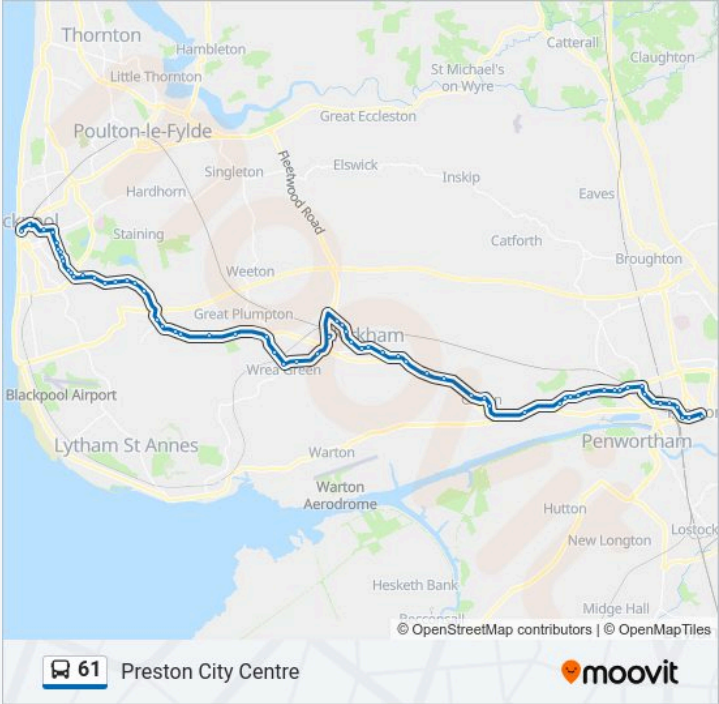 Thornton
Hambleton
Catterall
Claughton
Little Thornton
St Michael's
on Wyre
Great Eccleston
Poulton-le-Fylde
Fleetwood Road
Elswick
Singleton
Inskip
Hardhorn
Eaves
Staining
Catforth
Broughton
Weeton
Great Plumpton
kham
Wrea Green
Blackpool Airport
Penwortham
Lytham St Annes
Warton
Warton
Aerodrome
Hutton
New Longton
Lostock
Hesketh Bank
Midge Hall
© OpenStreetMap contributors | © OpenMapTiles
61 Preston City Centre
moovit